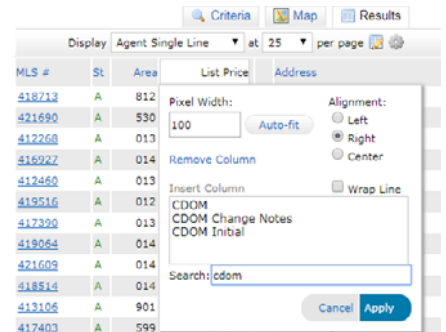 Criteria Map Results
Display Agent Single Line at 25 per page
MLS # St Area List Price Address
418713 A 812
421690 A 530
412268 A 013
416927 A 014
412460 A 013
419516 A 012
417390 A 013
419064 A 014
421609 A 014
418514 A 014
413106 A 901
417403 A 599
Pixel Width: Alignment:
100 Auto-fit Left
Right
Remove Column Center
Insert Column Wrap Line
CDOM
CDOM Change Notes
CDOM Initial
Search: cdom
Cancel Apply